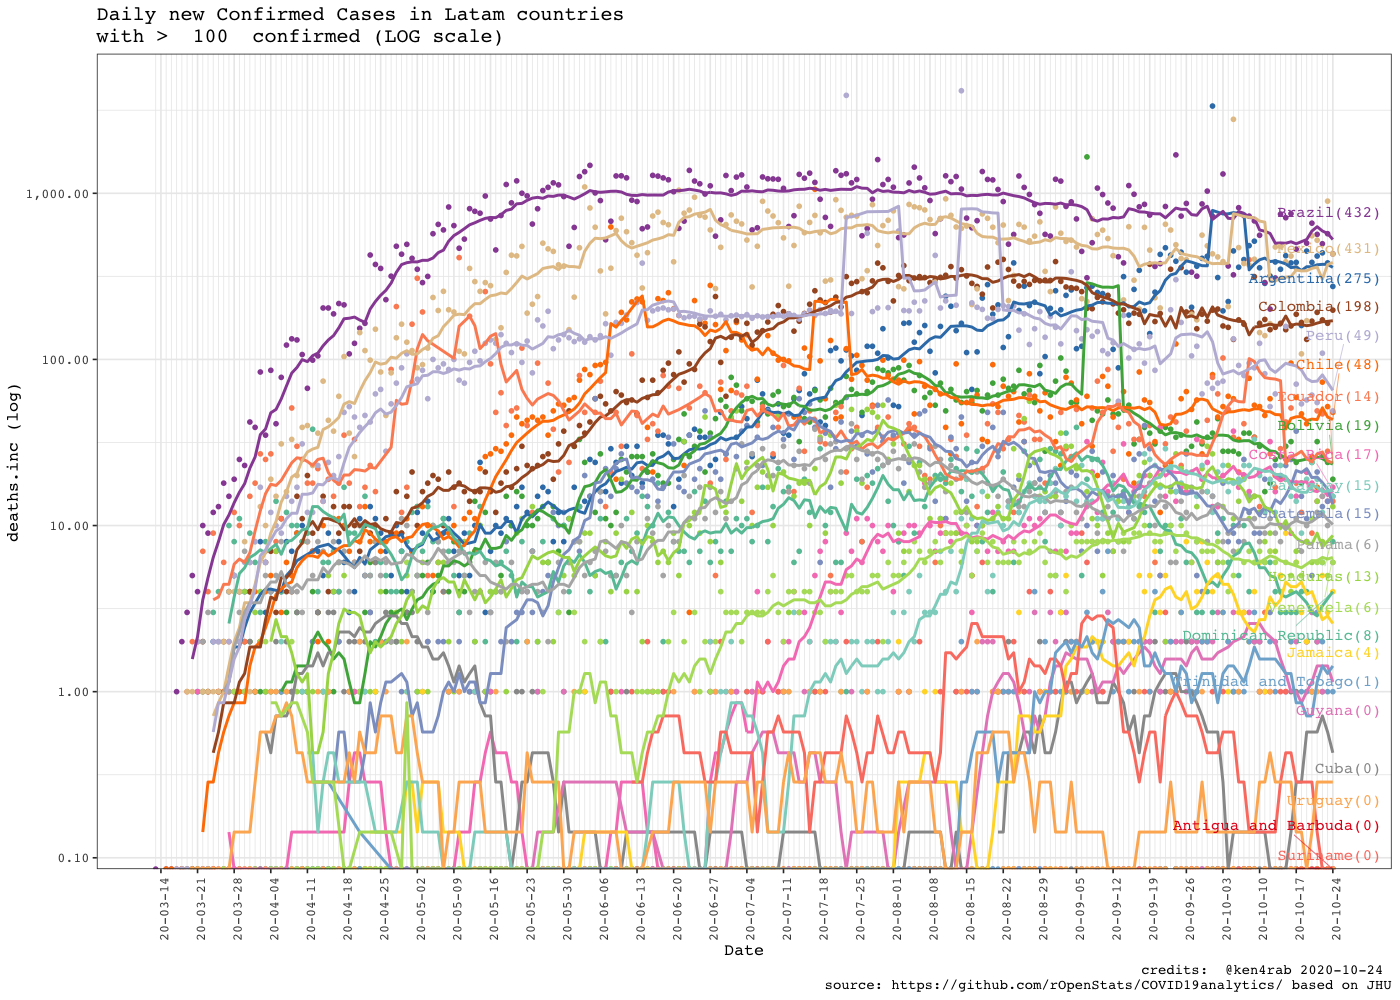 Daily new Confirmed Cases in Latam countries
with >  100  confirmed (LOG scale)
deaths.inc (log)
1,000.00
100.00
10.00
1.00
0.10
Brazil(432)
Mexico(431)
Argentina(275)
Colombia(198)
Peru(49)
Chile(48)
Ecuador(14)
Bolivia(19)
Costa Rica(17)
Paraguay(15)
Guatemala(15)
Panama(6)
Honduras(13)
Venezuela(6)
Dominican Republic(8)
Jamaica(4)
Trinidad and Tobago(1)
Guyana(0)
Cuba(0)
Uruguay(0)
Antigua and Barbuda(0)
Suriname(0)
20-03-14
20-03-21
20-03-28
20-04-04
20-04-11
20-04-18
20-04-25
20-05-02
20-05-09
20-05-16
20-05-23
20-05-30
20-06-06
20-06-13
20-06-20
20-06-27
20-07-04
20-07-11
20-07-18
20-07-25
20-08-01
20-08-08
20-08-15
20-08-22
20-08-29
20-09-05
20-09-12
20-09-19
20-09-26
20-10-03
20-10-10
20-10-17
20-10-24
Date
credits:  @ken4rab 2020-10-24
source: https://github.com/rOpenStats/COVID19analytics/ based on JHU